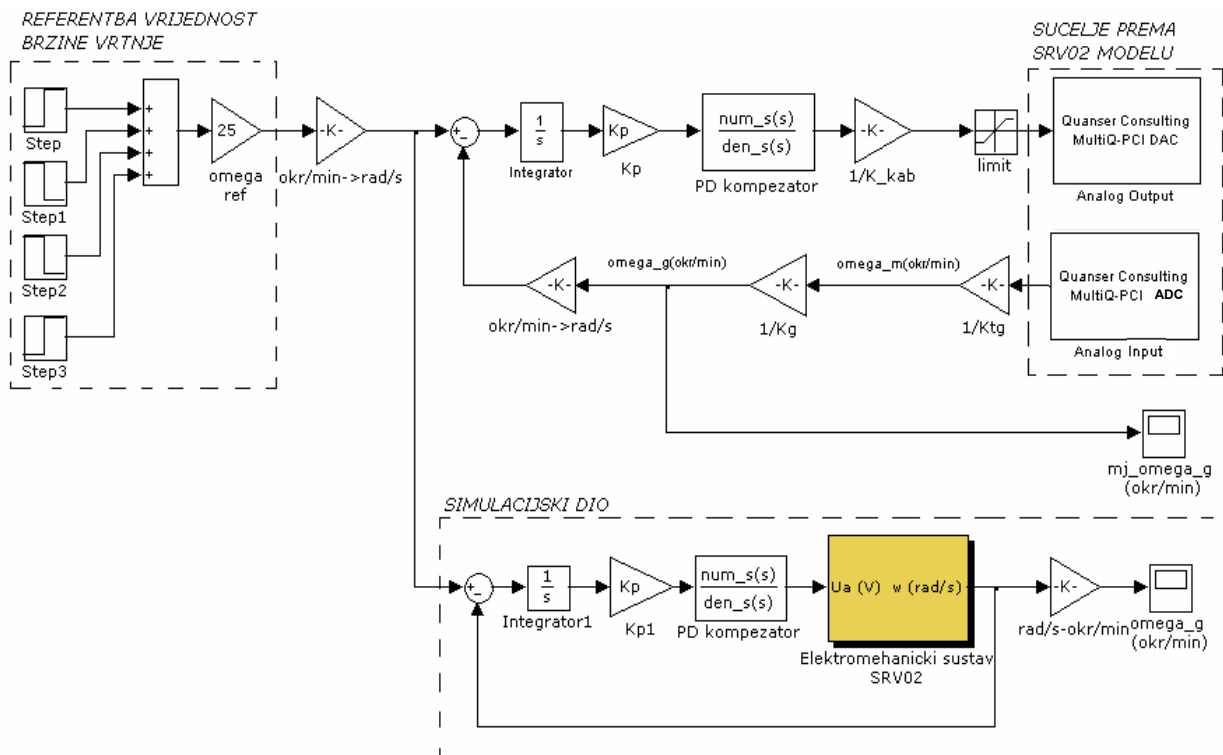 REFERENTBA VRIJEDNOST
BRZINE VRTNJE
Step
Step1
Step2
Step3
+
+
+
+
25
omega
ref
-K-
okr/min->rad/s
+
−
1
s
Integrator
Kp
Kp
num_s(s)
den_s(s)
PD kompezator
-K-
1/K_kab
limit
SUCELJE PREMA
SRV02 MODELU
Quanser Consulting
MultiQ-PCI DAC
Analog Output
Quanser Consulting
MultiQ-PCI ADC
Analog Input
-K-
1/Ktg
omega_m(okr/min)
-K-
1/Kg
omega_g(okr/min)
-K-
okr/min->rad/s
mj_omega_g
(okr/min)
SIMULACIJSKI DIO
+
−
1
s
Integrator1
Kp
Kp1
num_s(s)
den_s(s)
PD kompezator
Ua (V) w (rad/s)
Elektromehanicki sustav
SRV02
-K-
rad/s-okr/min
omega_g
(okr/min)